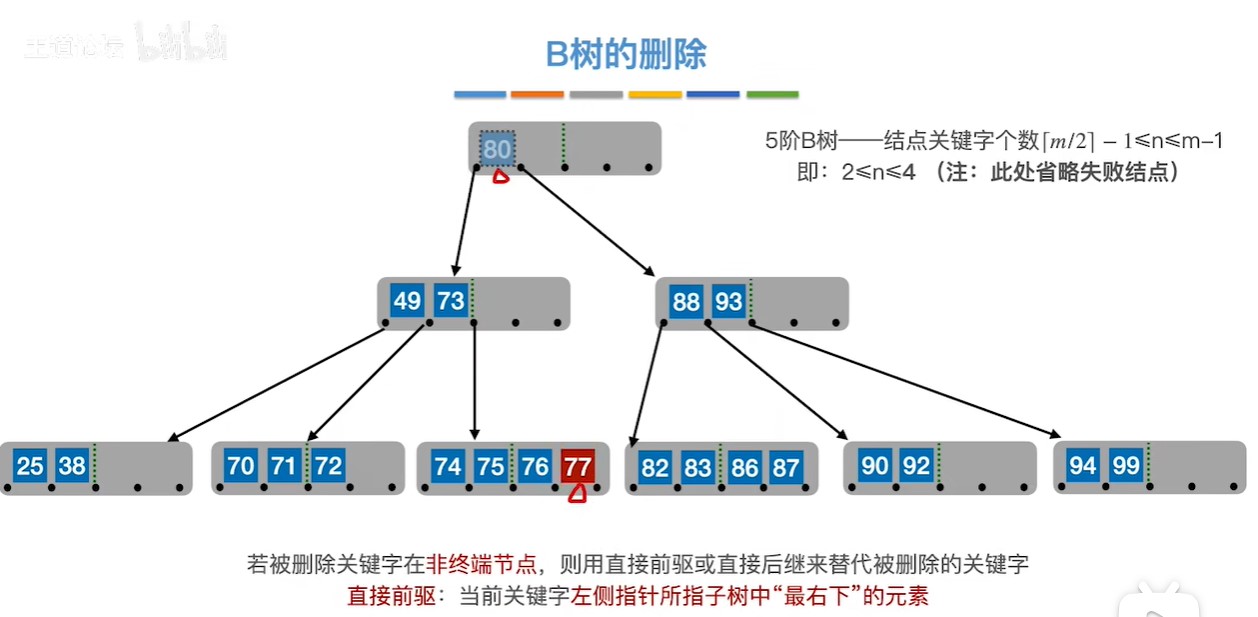 王道论坛 bilibili
B树的删除
80
5阶B树——结点关键字个数⌈m/2⌉ − 1≤n≤m−1
即：2≤n≤4 （注：此处省略失败结点）
49 73
88 93
25 38
70 71 72
74 75 76 77
82 83 86 87
90 92
94 99
若被删除关键字在非终端节点，则用直接前驱或直接后继来替代被删除的关键字
直接前驱：当前关键字左侧指针所指子树中“最右下”的元素